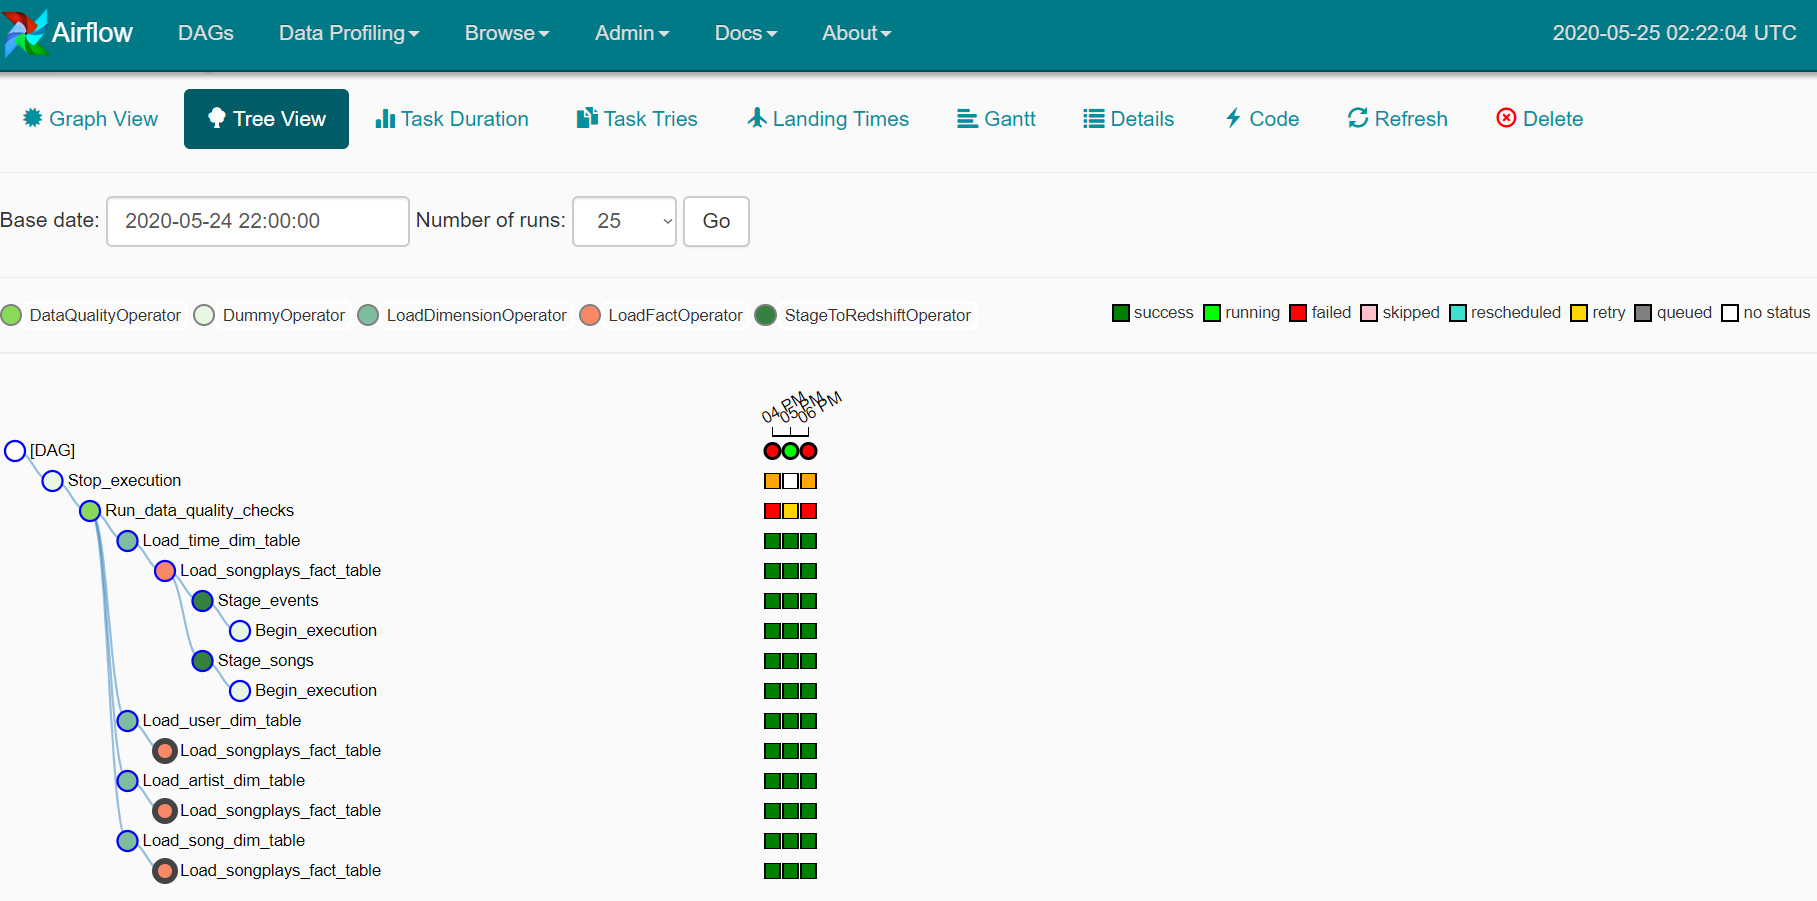 Airflow DAGs Data Profiling Browse Admin Docs About 2020-05-25 02:22:04 UTC
Graph View Tree View Task Duration Task Tries Landing Times Gantt Details Code Refresh Delete
Base date: 2020-05-24 22:00:00 Number of runs: 25 Go
DataQualityOperator DummyOperator LoadDimensionOperator LoadFactOperator StageToRedshiftOperator success running failed skipped rescheduled retry queued no status
04 PM 05 PM 06 PM
[DAG]
Stop_execution
Run_data_quality_checks
Load_time_dim_table
Load_songplays_fact_table
Stage_events
Begin_execution
Stage_songs
Begin_execution
Load_user_dim_table
Load_songplays_fact_table
Load_artist_dim_table
Load_songplays_fact_table
Load_song_dim_table
Load_songplays_fact_table